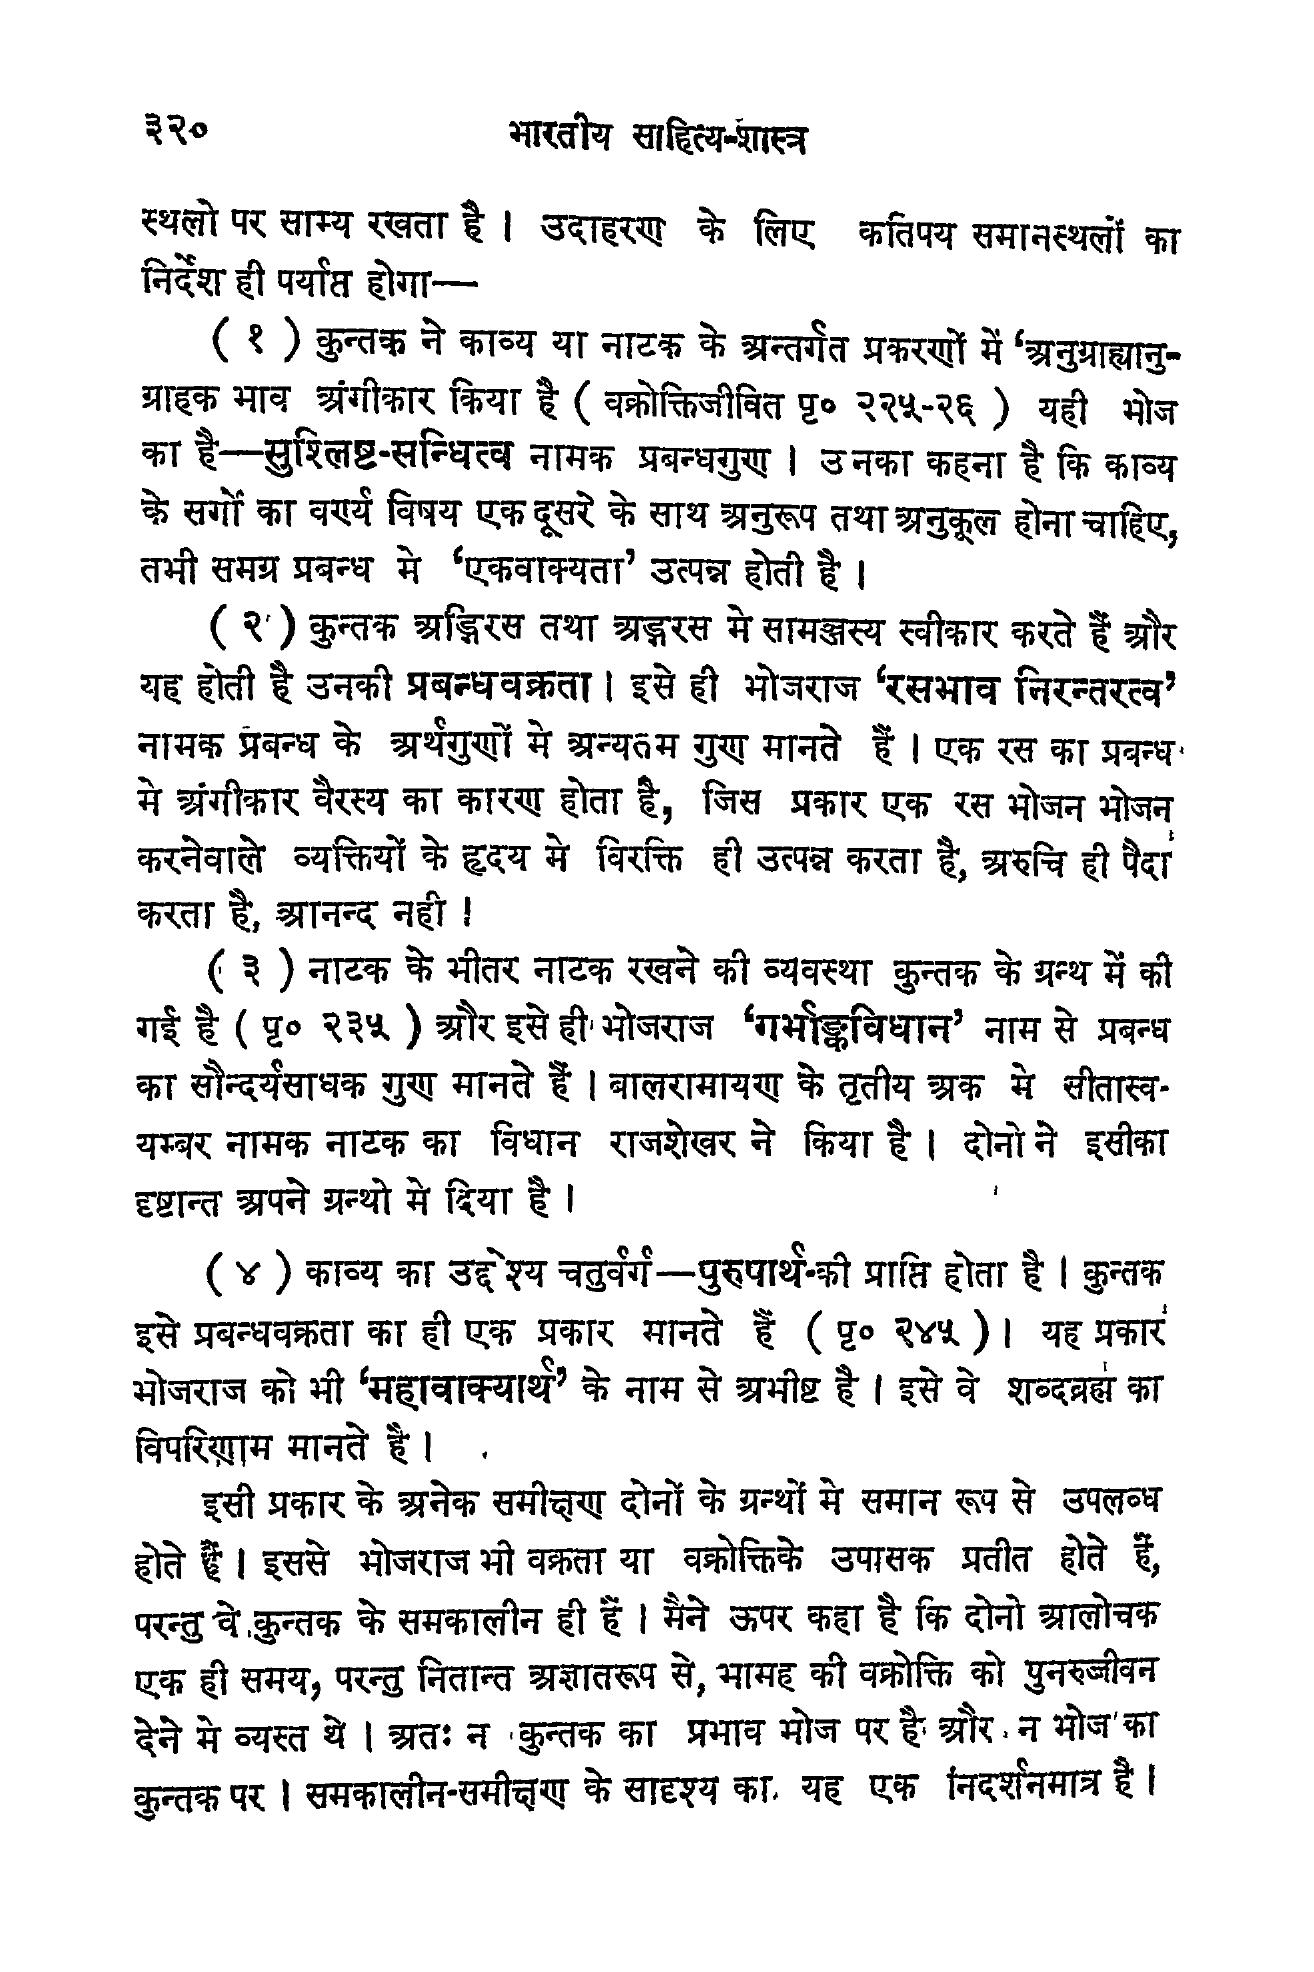 ३२० भारतीय साहित्य-शास्त्र
स्थलो पर साम्य रखता है । उदाहरण के लिए कतिपय समानस्थलों का
निर्देश ही पर्याप्त होगा—
( १ ) कुन्तक ने काव्य या नाटक के अन्तर्गत प्रकरणों में ‘अनुग्राह्यानु-
ग्राहक भाव अंगीकार किया है ( वक्रोक्तिजीवित पृ० २२५-२६ ) यही भोज
का है—सुश्लिष्ट-सन्धित्व नामक प्रबन्धगुण । उनका कहना है कि काव्य
के सर्गों का वर्ण्य विषय एक दूसरे के साथ अनुरूप तथा अनुकूल होना चाहिए,
तभी समग्र प्रबन्ध मे ‘एकवाक्यता’ उत्पन्न होती है ।
( २ ) कुन्तक अङ्गिरस तथा अङ्गरस मे सामञ्जस्य स्वीकार करते हैं और
यह होती है उनकी प्रबन्धवक्रता । इसे ही भोजराज ‘रसभाव निरन्तरत्व’
नामक प्रबन्ध के अर्थगुणों मे अन्यतम गुण मानते हैं । एक रस का प्रबन्ध
मे अंगीकार वैरस्य का कारण होता है, जिस प्रकार एक रस भोजन भोजन
करनेवाले व्यक्तियों के हृदय मे विरक्ति ही उत्पन्न करता है, अरुचि ही पैदा
करता है, आनन्द नही !
( ३ ) नाटक के भीतर नाटक रखने की व्यवस्था कुन्तक के ग्रन्थ में की
गई है ( पृ० २३५ ) और इसे ही भोजराज ‘गर्भाङ्कविधान’ नाम से प्रबन्ध
का सौन्दर्यसाधक गुण मानते हैं । बालरामायण के तृतीय अक मे सीतास्व-
यम्बर नामक नाटक का विधान राजशेखर ने किया है । दोनो ने इसीका
दृष्टान्त अपने ग्रन्थो मे दिया है ।
( ४ ) काव्य का उद्देश्य चतुर्वर्ग—पुरुषार्थ-की प्राप्ति होता है । कुन्तक
इसे प्रबन्धवक्रता का ही एक प्रकार मानते हैं ( पृ० २४५ ) । यह प्रकार
भोजराज को भी ‘महावाक्यार्थ’ के नाम से अभीष्ट है । इसे वे शब्दब्रह्म का
विपरिणाम मानते है ।
इसी प्रकार के अनेक समीक्षण दोनों के ग्रन्थों मे समान रूप से उपलब्ध
होते हैं । इससे भोजराज भी वक्रता या वक्रोक्तिके उपासक प्रतीत होते हैं,
परन्तु वे कुन्तक के समकालीन ही हैं । मैने ऊपर कहा है कि दोनो आलोचक
एक ही समय, परन्तु नितान्त अज्ञातरूप से, भामह की वक्रोक्ति को पुनरुज्जीवन
देने मे व्यस्त थे । अतः न कुन्तक का प्रभाव भोज पर है और न भोज का
कुन्तक पर । समकालीन-समीक्षण के सादृश्य का यह एक निदर्शनमात्र है ।